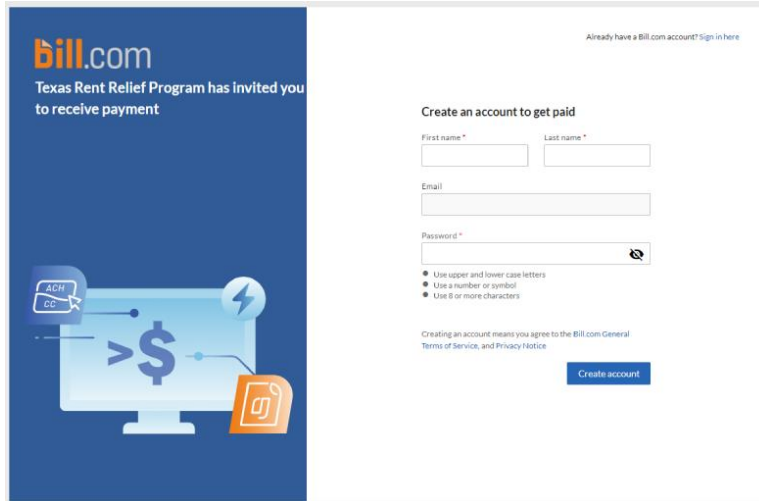 bill.com
Texas Rent Relief Program has invited you
to receive payment
ACH
CC
>$
Already have a Bill.com account? Sign in here
Create an account to get paid
First name *
Last name *
Email
Password *
Use upper and lower case letters
Use a number or symbol
Use 8 or more characters
Creating an account means you agree to the Bill.com General
Terms of Service, and Privacy Notice
Create account